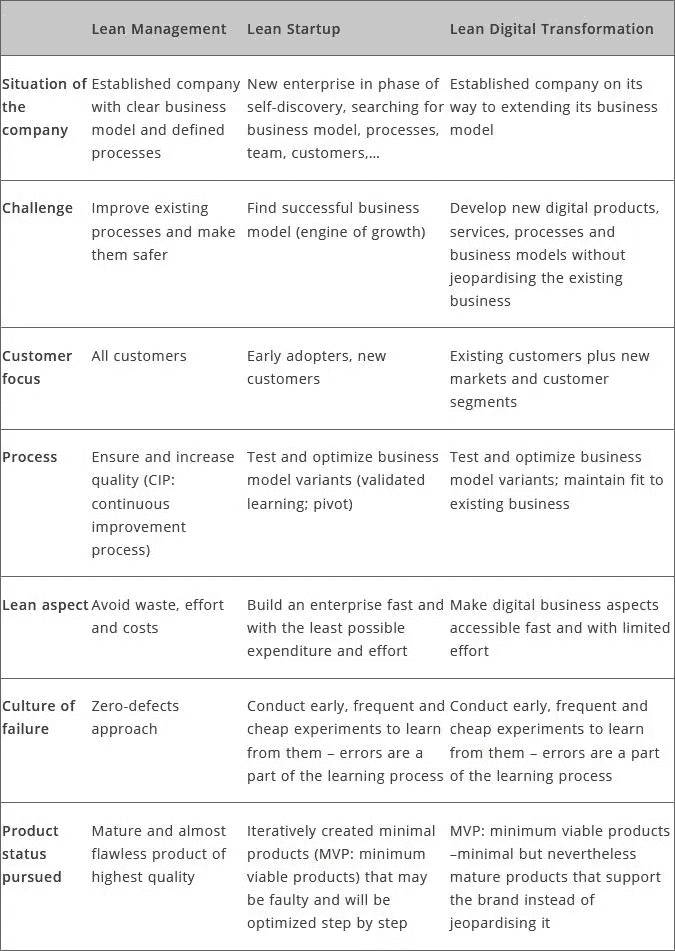 Lean Management Lean Startup Lean Digital Transformation
Situation of Established company New enterprise in phase of Established company on its
the with clear business self-discovery, searching for way to extending its business
company model and defined business model, processes, model
processes team, customers,...
Challenge Improve existing Find successful business Develop new digital products,
processes and make model (engine of growth) services, processes and
them safer business models without
jeopardising the existing
business
Customer All customers Early adopters, new Existing customers plus new
focus customers markets and customer
segments
Process Ensure and increase Test and optimize business Test and optimize business
quality (CIP: model variants (validated model variants; maintain fit to
continuous learning; pivot) existing business
improvement
process)
Lean aspect Avoid waste, effort Build an enterprise fast and Make digital business aspects
and costs with the least possible accessible fast and with limited
expenditure and effort effort
Culture of Zero-defects Conduct early, frequent and Conduct early, frequent and
failure approach cheap experiments to learn cheap experiments to learn
from them – errors are a from them – errors are a part
part of the learning process of the learning process
Product Mature and almost Iteratively created minimal MVP: minimum viable products
status flawless product of products (MVP: minimum –minimal but nevertheless
pursued highest quality viable products) that may mature products that support
be faulty and will be the brand instead of
optimized step by step jeopardising it